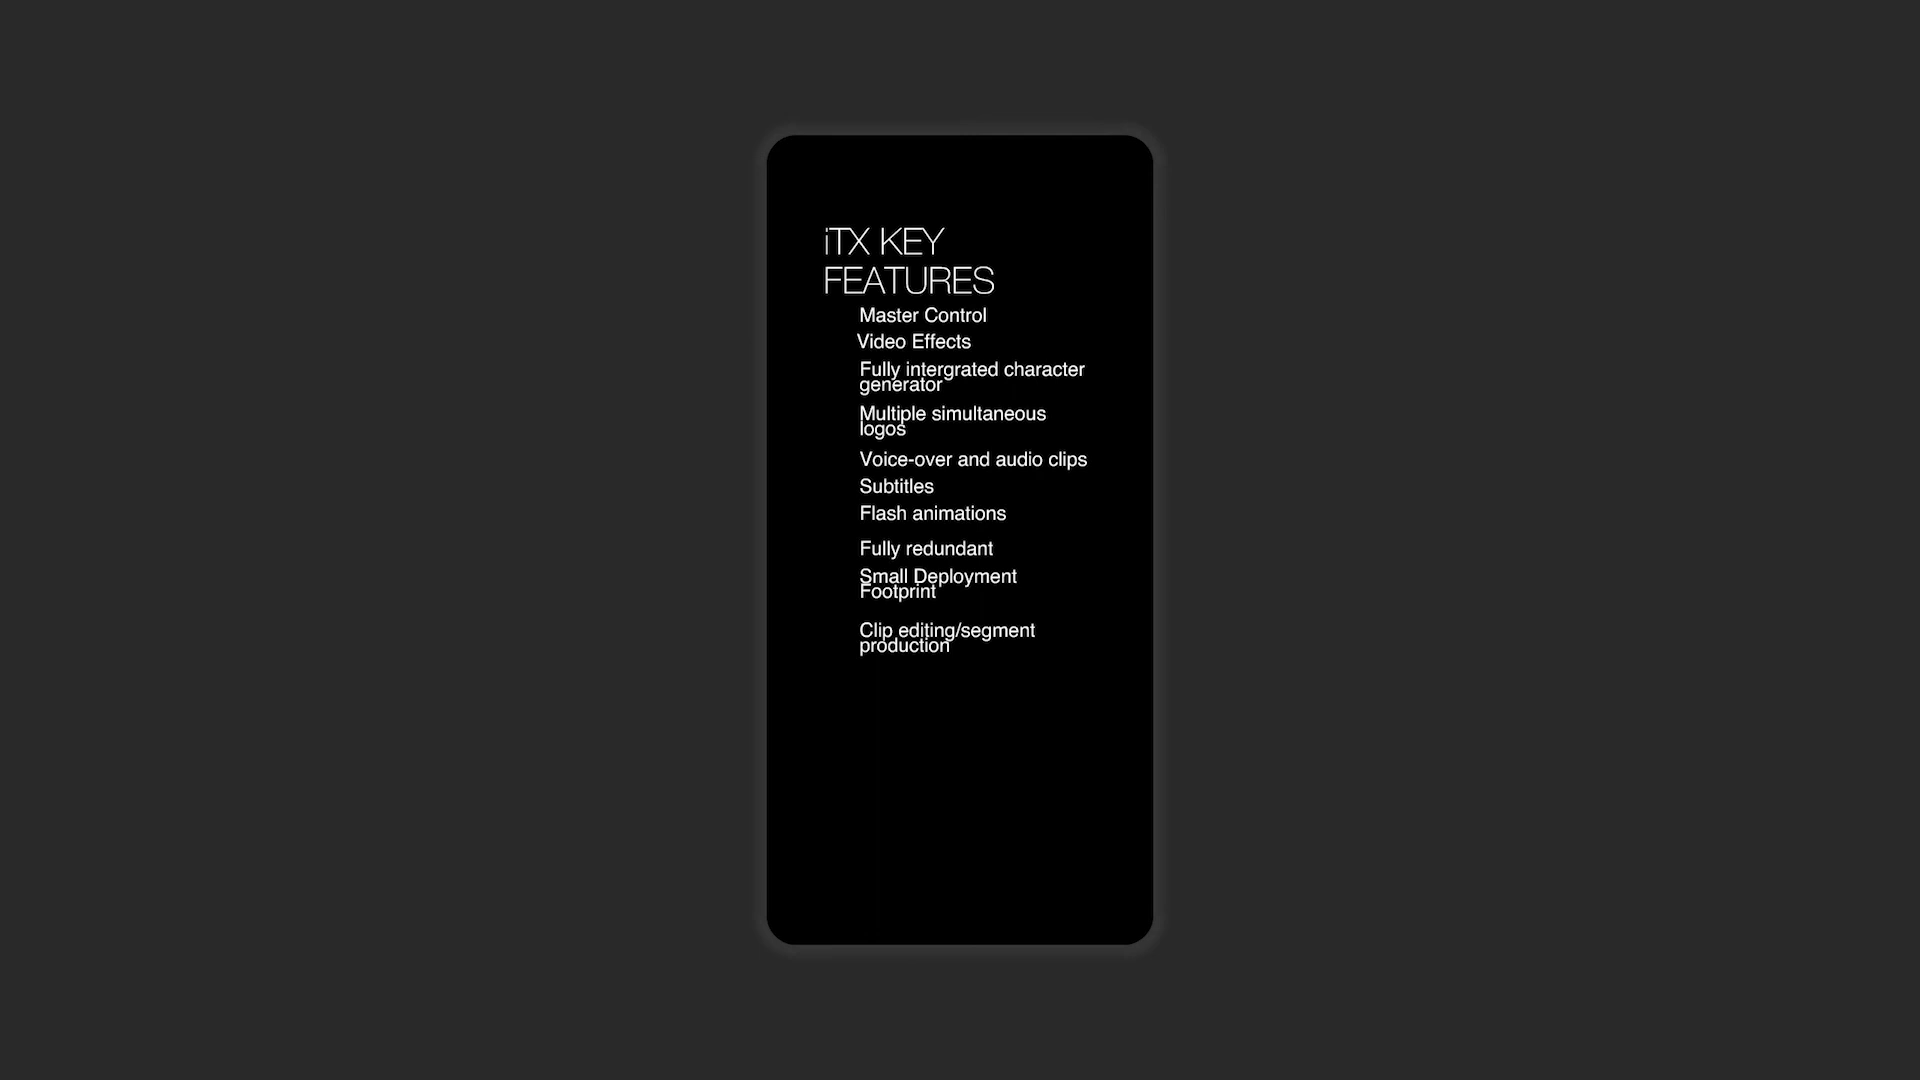 iTX KEY
FEATURES
Master Control
Video Effects
Fully intergrated character
generator
Multiple simultaneous
logos
Voice-over and audio clips
Subtitles
Flash animations
Fully redundant
Small Deployment
Footprint
Clip editing/segment
production